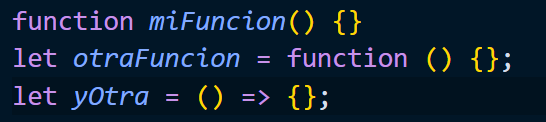 function miFuncion() {}
let otraFuncion = function () {};
let yOtra = () => {};